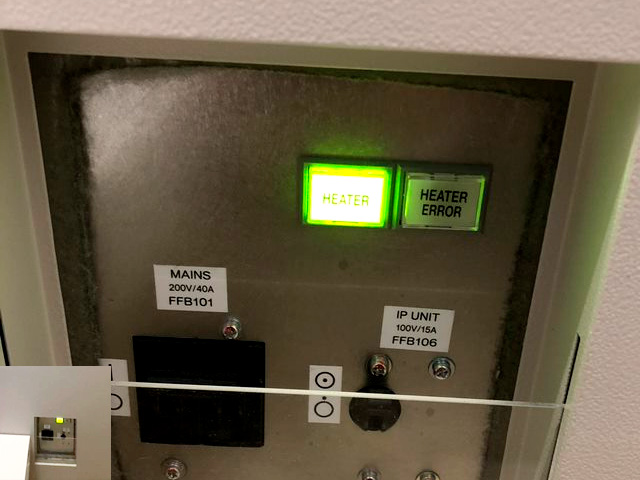 HEATER
HEATER
ERROR
MAINS
200V/40A
FFB101
IP UNIT
100V/15A
FFB106